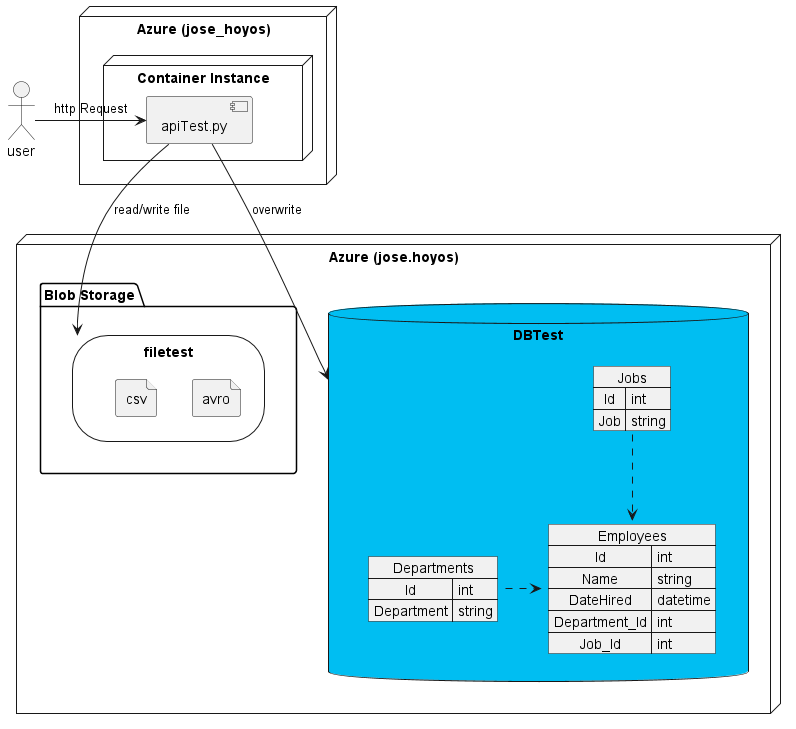 Azure (jose_hoyos)
Container Instance
user
http Request
apiTest.py
read/write file
overwrite
Azure (jose.hoyos)
Blob Storage
filetest
csv
avro
DBTest
Jobs
Id int
Job string
Departments
Id int
Department string
Employees
Id int
Name string
DateHired datetime
Department_Id int
Job_Id int